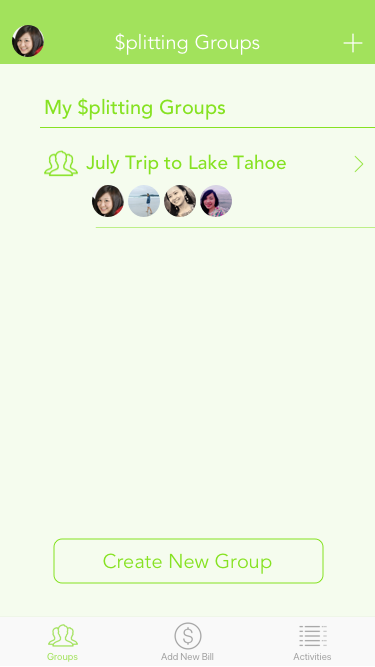 $plitting Groups
My $plitting Groups
July Trip to Lake Tahoe
Create New Group
Groups
$
Add New Bill
Activities